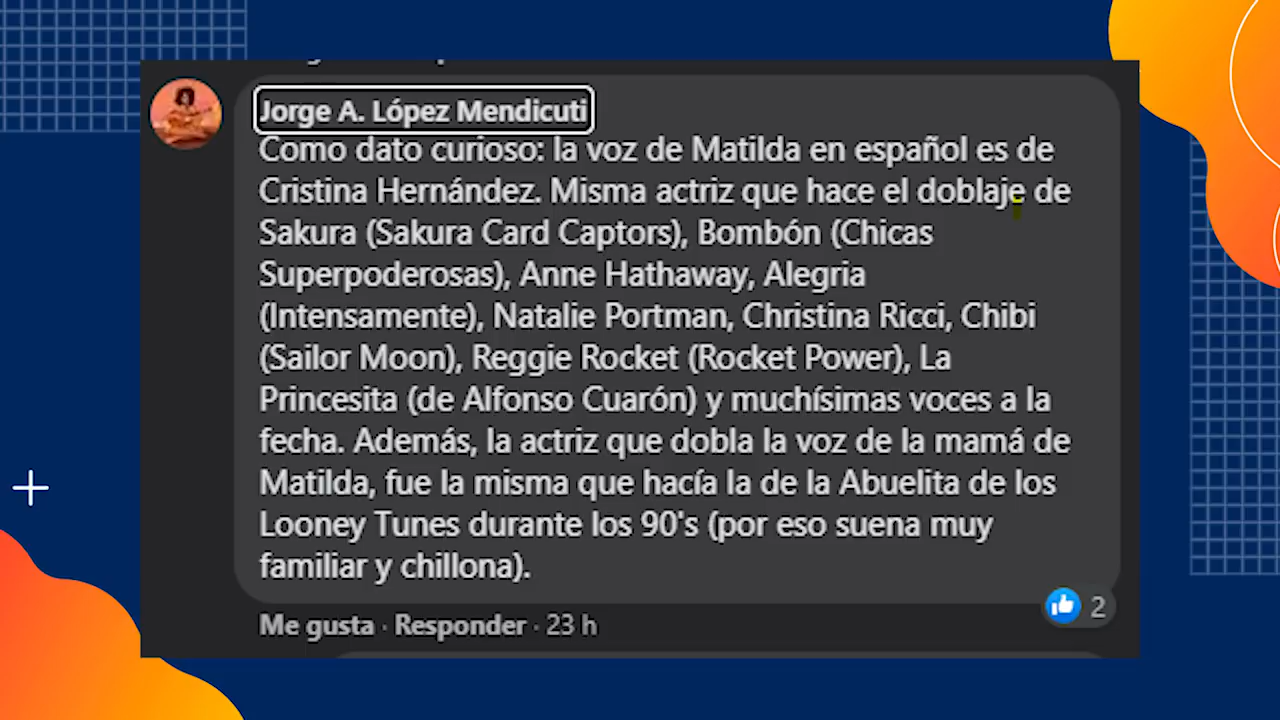 Jorge A. López Mendicuti
Como dato curioso: la voz de Matilda en español es de
Cristina Hernández. Misma actriz que hace el doblaje de
Sakura (Sakura Card Captors), Bombón (Chicas
Superpoderosas), Anne Hathaway, Alegria
(Intensamente), Natalie Portman, Christina Ricci, Chibi
(Sailor Moon), Reggie Rocket (Rocket Power), La
Princesita (de Alfonso Cuarón) y muchísimas voces a la
fecha. Además, la actriz que dobla la voz de la mamá de
Matilda, fue la misma que hacía la de la Abuelita de los
Looney Tunes durante los 90's (por eso suena muy
familiar y chillona).
2
Me gusta · Responder · 23 h